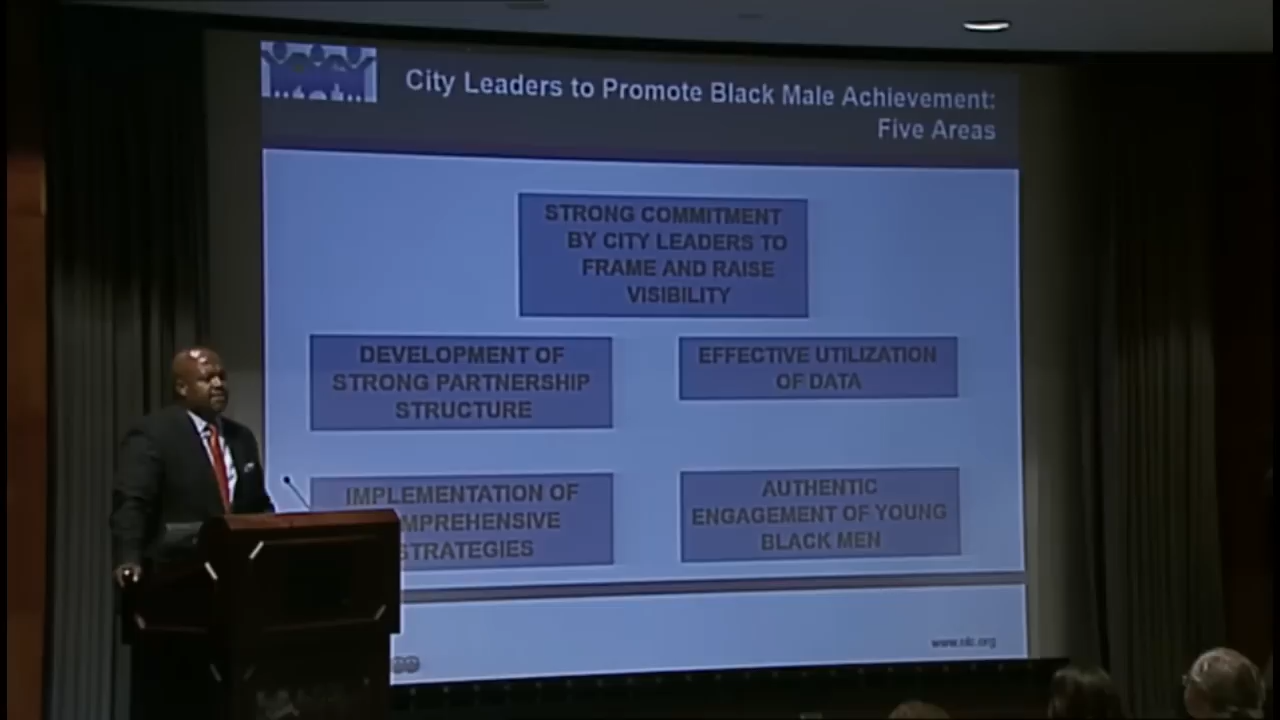 City Leaders to Promote Black Male Achievement:
Five Areas
STRONG COMMITMENT
BY CITY LEADERS TO
FRAME AND RAISE
VISIBILITY
DEVELOPMENT OF
STRONG PARTNERSHIP
STRUCTURE
EFFECTIVE UTILIZATION
OF DATA
IMPLEMENTATION OF
OMPREHENSIVE
STRATEGIES
AUTHENTIC
ENGAGEMENT OF YOUNG
BLACK MEN
www.nlc.org